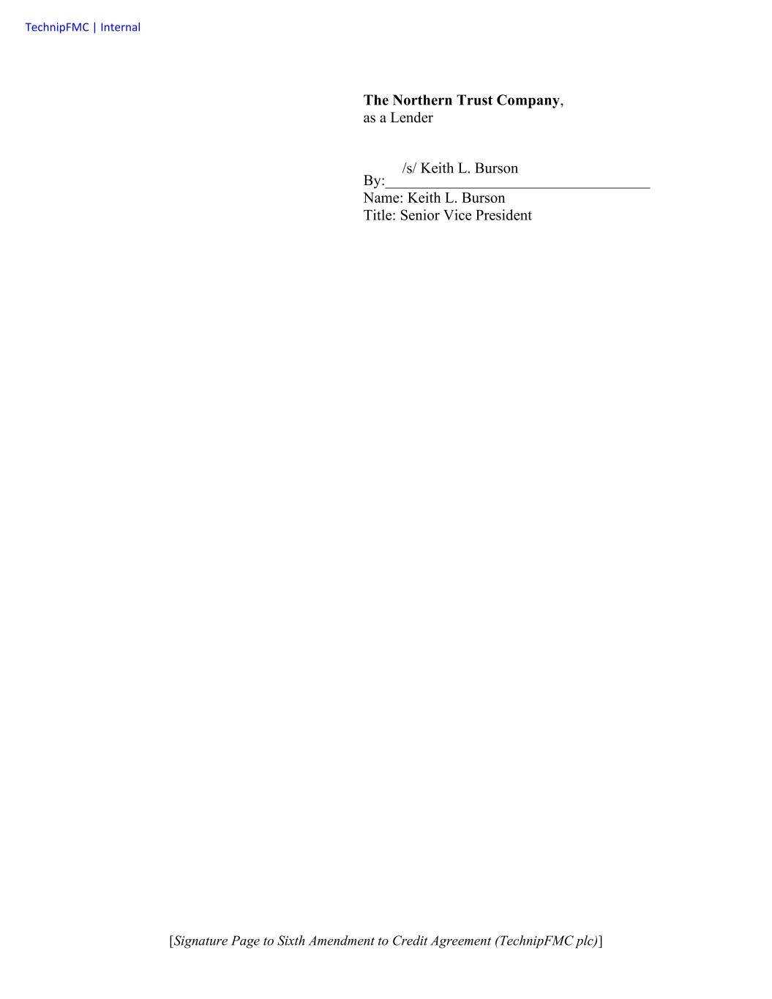 TechnipFMC | Internal
The Northern Trust Company,
as a Lender
/s/ Keith L. Burson
By:
Name: Keith L. Burson
Title: Senior Vice President
[Signature Page to Sixth Amendment to Credit Agreement (TechnipFMC plc)]